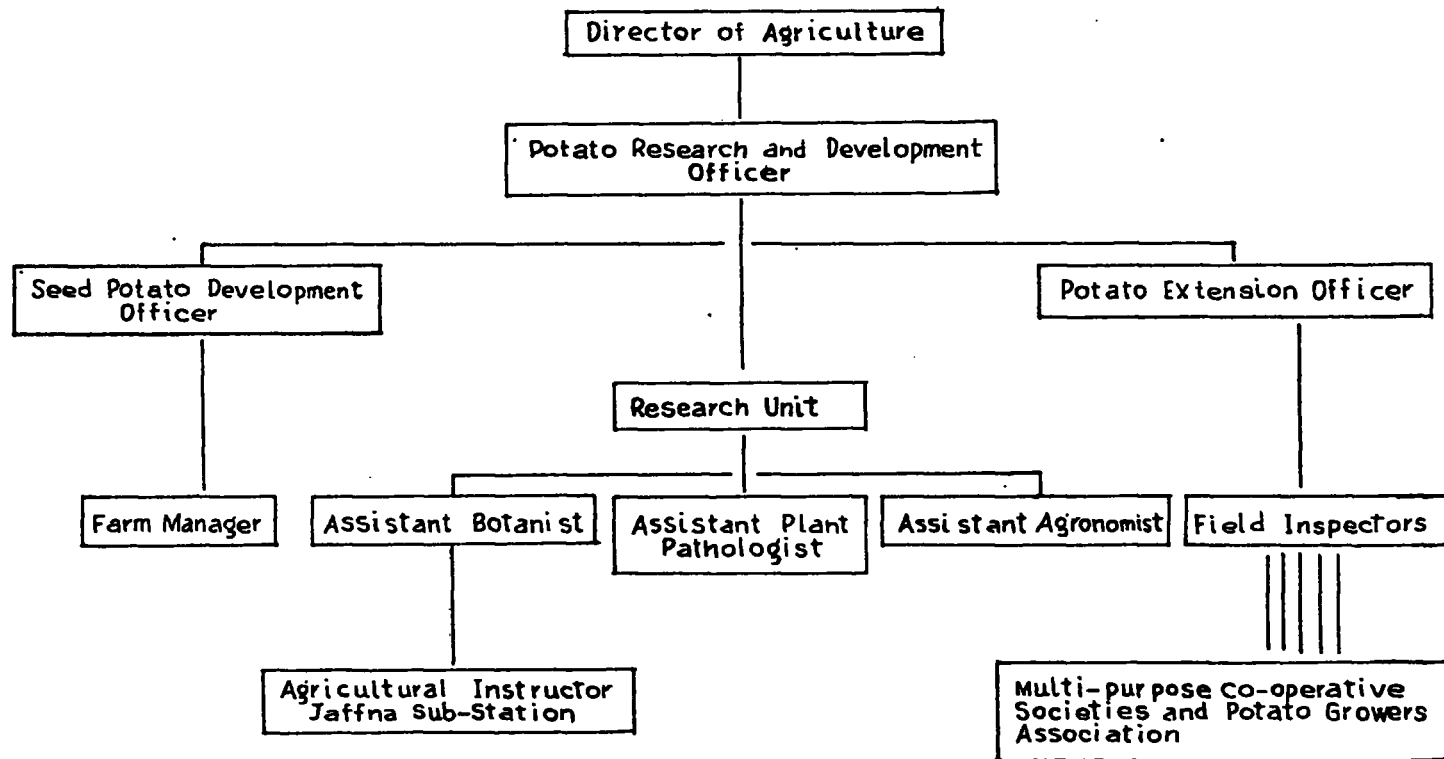 Director of Agriculture
Potato Research and Development
Officer
Seed Potato Development
Officer
Potato Extension Officer
Research Unit
Farm Manager
Assistant Botanist
Assistant Plant
Pathologist
Assistant Agronomist
Field Inspectors
Agricultural Instructor
Jaffna Sub-Station
Multi-purpose Co-operative
Societies and Potato Growers
Association